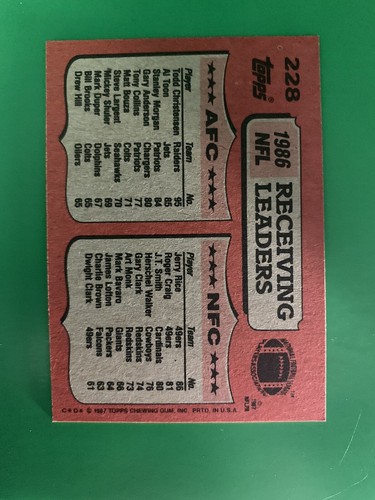 228
Topps
1986
NFL
RECEIVING
LEADERS
★★★ AFC ★★★
Player Team No.
Todd Christensen Raiders 95
Al Toon Jets 85
Stanley Morgan Patriots 84
Gary Anderson Chargers 80
Tony Collins Patriots 77
Matt Bouza Colts 71
Steve Largent Seahawks 70
Mickey Shuler Jets 69
Mark Duper Dolphins 67
Bill Brooks Colts 65
Drew Hill Oilers 65
★★★ NFC ★★★
Player Team No.
Jerry Rice 49ers 86
Roger Craig 49ers 81
J.T. Smith Cardinals 80
Herschel Walker Cowboys 76
Gary Clark Redskins 74
Art Monk Redskins 73
Mark Bavaro Giants 66
James Lofton Packers 64
Charlie Brown Falcons 63
Dwight Clark 49ers 61
© 1987 TOPPS CHEWING GUM, INC. PRTD. IN U.S.A.